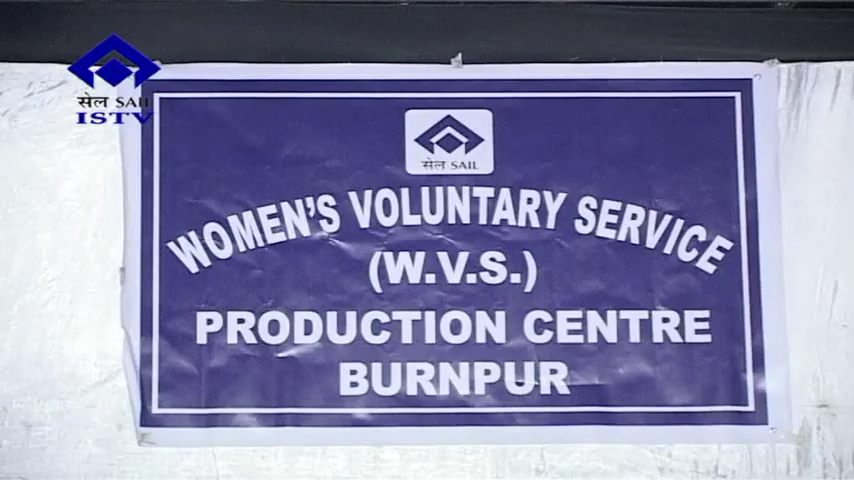 सेल SAIL
ISTV
सेल SAIL
WOMEN'S VOLUNTARY SERVICE
(W.V.S.)
PRODUCTION CENTRE
BURNPUR